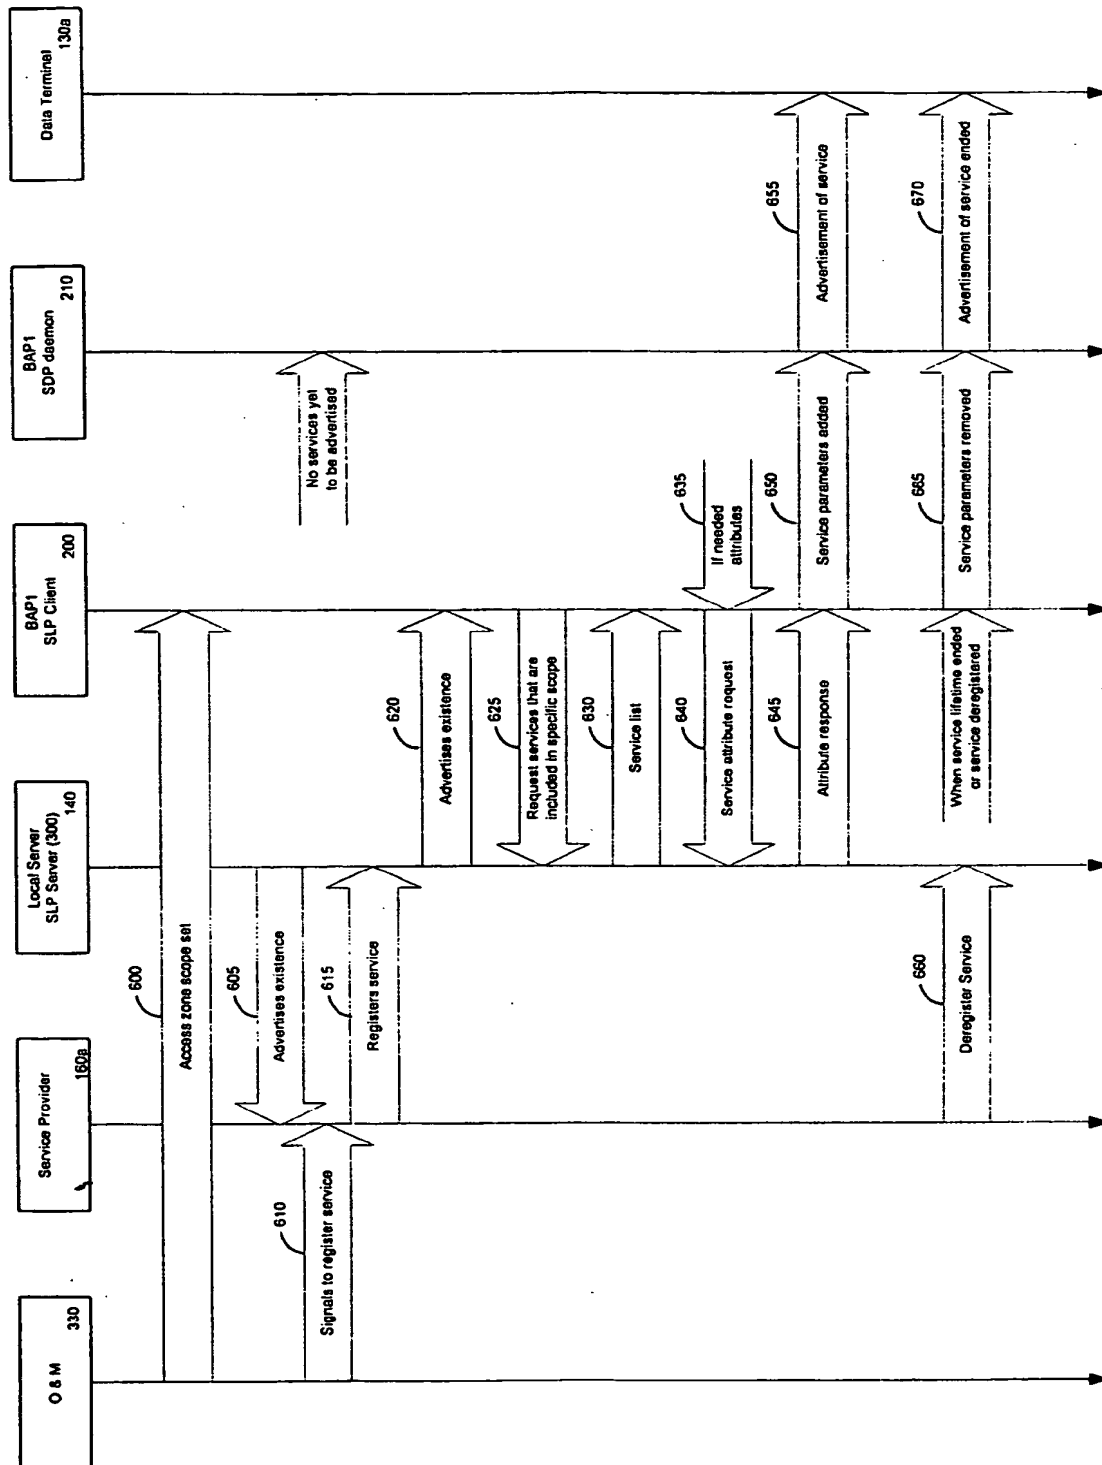 O & M
330
Service Provider
160a
Local Server
SLP Server (300)
140
BAP1
SLP Client
200
BAP1
SDP daemon
210
Data Terminal
130a
600
Access zone scope set
605
Advertises existence
610
Signals to register service
No services yet
to be advertised
615
Registers service
620
Advertises existence
625
Request services that are
included in specific scope
630
Service list
635
If needed
attributes
640
Service attribute request
645
Attribute response
650
Service parameters added
655
Advertisement of service
660
Deregister Service
When service lifetime ended
or service deregistered
665
Service parameters removed
670
Advertisement of service ended